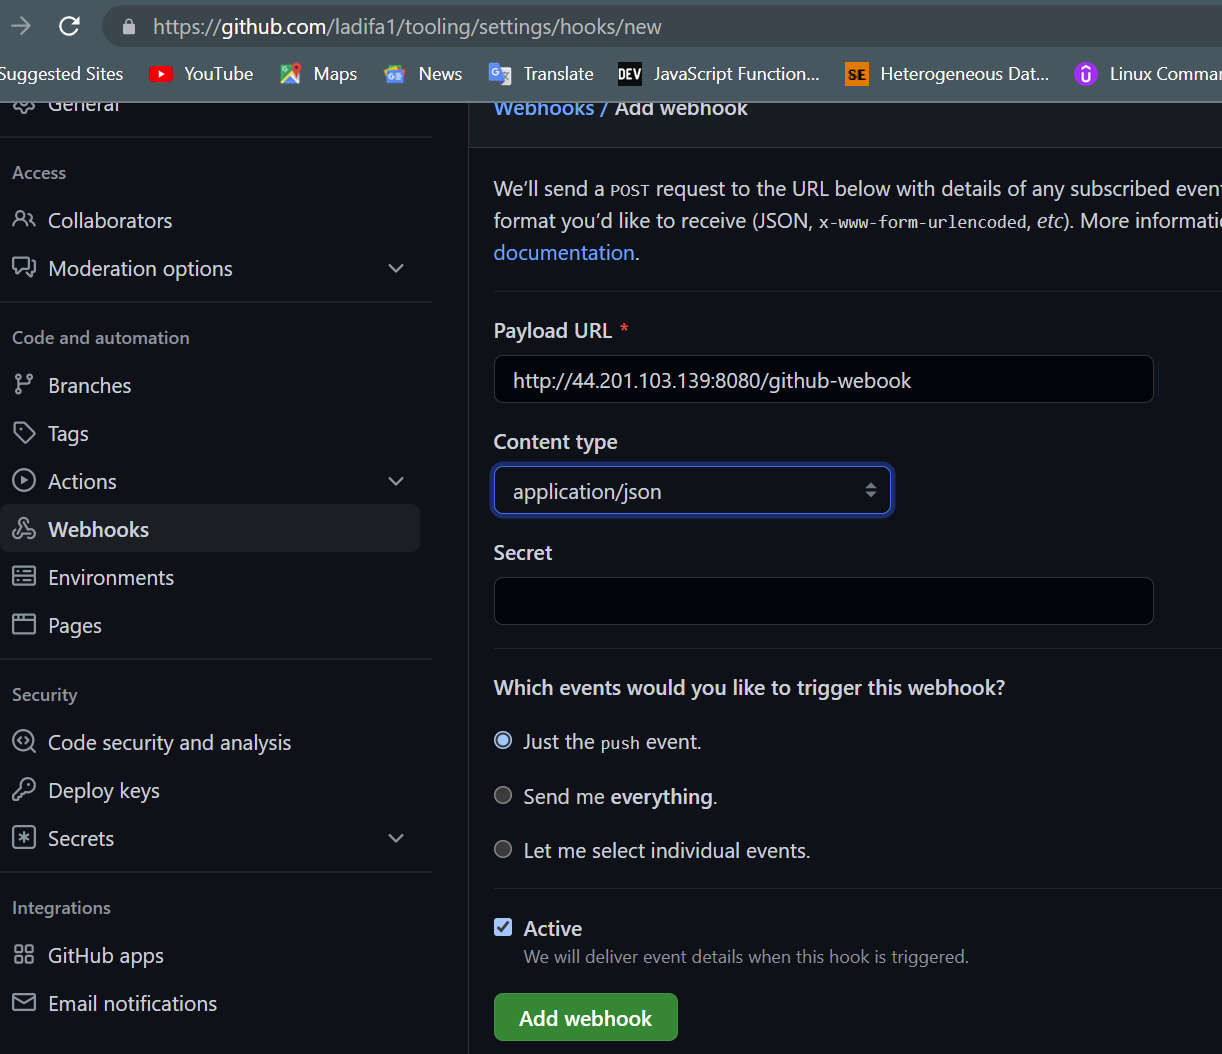 https://github.com/ladifa1/tooling/settings/hooks/new
Suggested Sites YouTube Maps News Translate DEV JavaScript Function... SE Heterogeneous Dat... Linux Comman
General
Access
Collaborators
Moderation options
Code and automation
Branches
Tags
Actions
Webhooks
Environments
Pages
Security
Code security and analysis
Deploy keys
Secrets
Integrations
GitHub apps
Email notifications
Webhooks / Add webhook
We’ll send a POST request to the URL below with details of any subscribed event
format you’d like to receive (JSON, x-www-form-urlencoded, etc). More informatio
documentation.
Payload URL *
http://44.201.103.139:8080/github-webook
Content type
application/json
Secret
Which events would you like to trigger this webhook?
Just the push event.
Send me everything.
Let me select individual events.
Active
We will deliver event details when this hook is triggered.
Add webhook